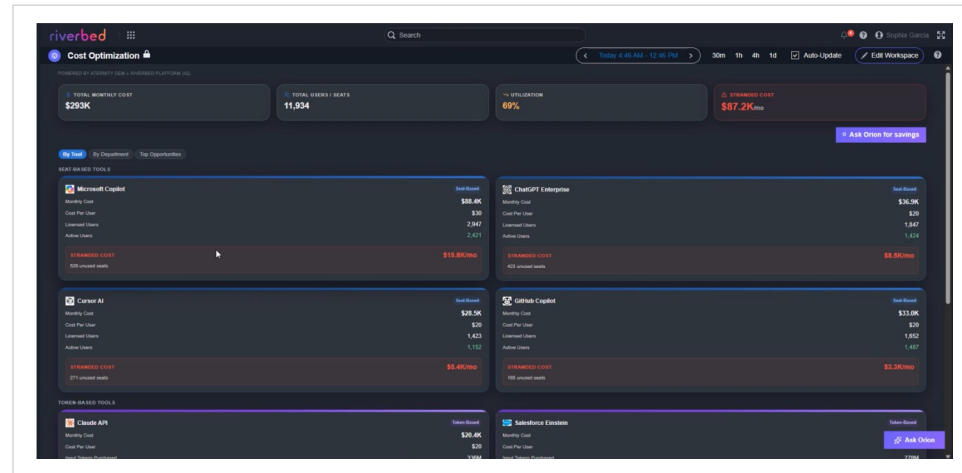 riverbed
Search
Sophia Garcia
Cost Optimization
Today 4:46 AM - 12:46 PM
30m 1h 4h 1d Auto-Update Edit Workspace
POWERED BY ATERNITY DEM + RIVERBED PLATFORM
TOTAL MONTHLY COST
$293K
TOTAL USERS / SEATS
11,934
UTILIZATION
69%
STRANDED COST
$87.2K/mo
Ask Orion for savings
By Tool By Department Top Opportunities
SEAT-BASED TOOLS
Microsoft Copilot Seat-Based
Monthly Cost $88.4K
Cost Per User $30
Licensed Users 2,947
Active Users 2,421
STRANDED COST $15.8K/mo
unused seats
ChatGPT Enterprise Seat-Based
Monthly Cost $36.9K
Cost Per User $20
Licensed Users 1,847
Active Users 1,424
STRANDED COST $8.5K/mo
423 unused seats
Cursor AI Seat-Based
Monthly Cost $28.5K
Cost Per User $20
Licensed Users 1,423
Active Users 1,152
STRANDED COST $5.4K/mo
271 unused seats
GitHub Copilot Seat-Based
Monthly Cost $33.0K
Cost Per User $20
Licensed Users 1,652
Active Users 1,487
STRANDED COST $3.3K/mo
unused seats
TOKEN-BASED TOOLS
Claude API Token-Based
Monthly Cost $20.4K
Cost Per User $20
Input Tokens Purchased
Salesforce Einstein Token-Based
Monthly Cost
Cost Per User
Input Tokens Purchased
Ask Orion